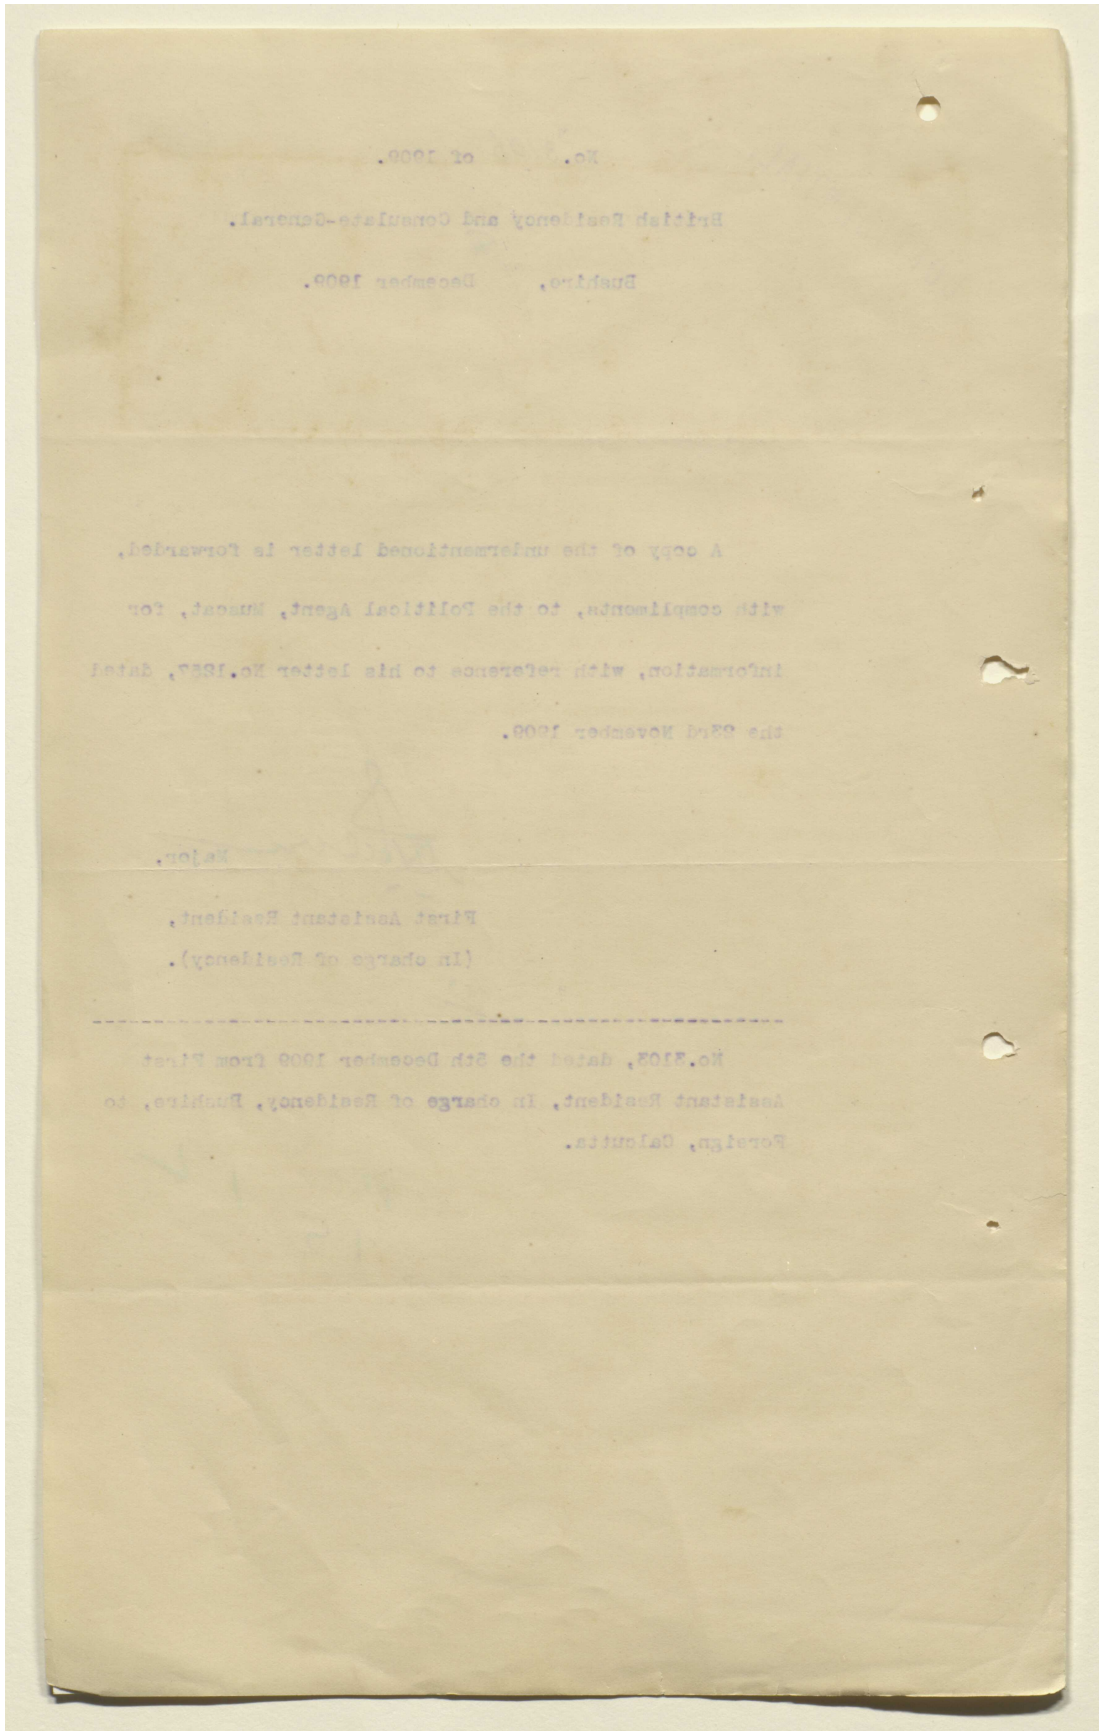 No. of 1909.
British Residency and Consulate-General.
Bushire, December 1909.
A copy of the undermentioned letter is forwarded,
with compliments, to the Political Agent, Muscat, for
information, with reference to his letter No.1257, dated
the 23rd November 1909.
Major,
First Assistant Resident,
(In charge of Residency).
No.3103, dated the 5th December 1909 from First
Assistant Resident, In charge of Residency, Bushire, to
Foreign, Calcutta.